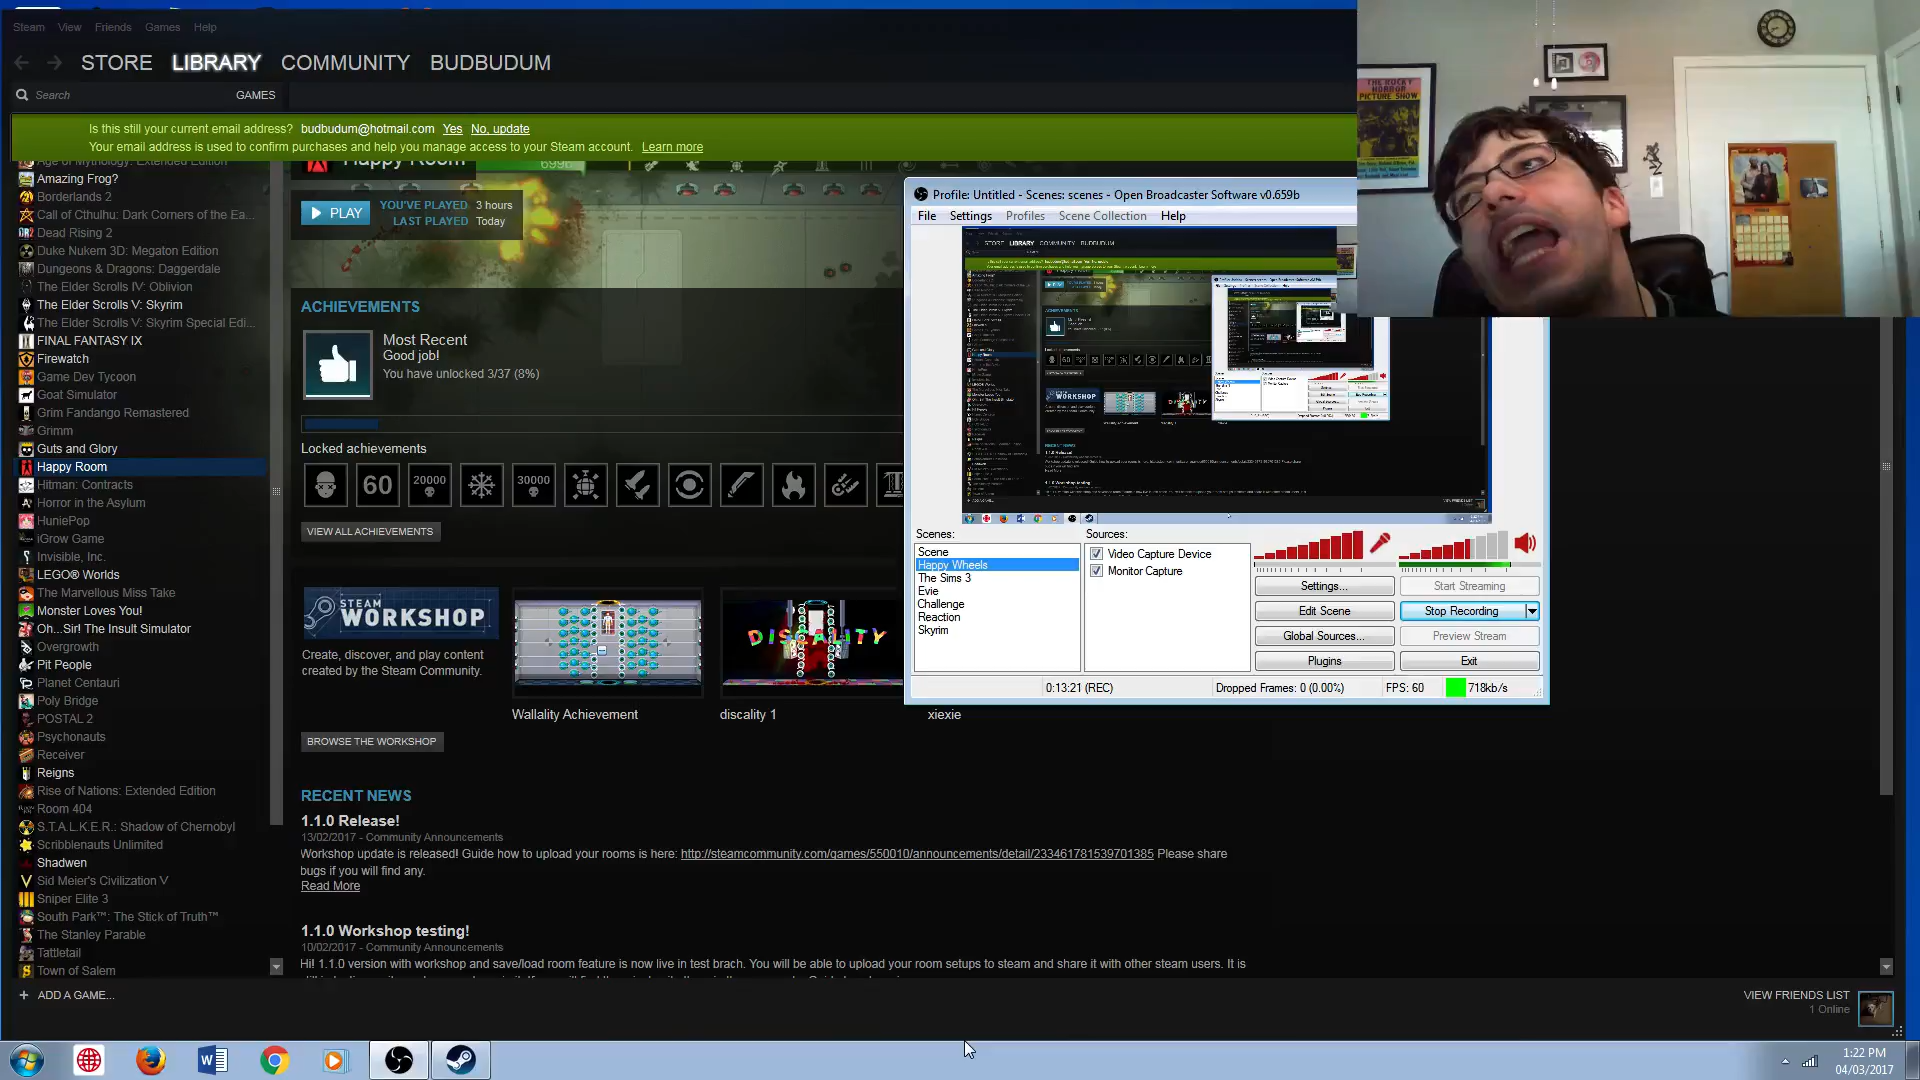 Steam View Friends Games Help
STORE LIBRARY COMMUNITY BUDBUDUM
Search GAMES
Is this still your current email address? budbudum@hotmail.com Yes No, update
Your email address is used to confirm purchases and help you manage access to your Steam account. Learn more
Age of Mythology: Extended Edition
Amazing Frog?
Borderlands 2
Call of Cthulhu: Dark Corners of the Ea...
Dead Rising 2
Duke Nukem 3D: Megaton Edition
Dungeons & Dragons: Daggerdale
The Elder Scrolls IV: Oblivion
The Elder Scrolls V: Skyrim
The Elder Scrolls V: Skyrim Special Edi...
FINAL FANTASY IX
Firewatch
Game Dev Tycoon
Goat Simulator
Grim Fandango Remastered
Grimm
Guts and Glory
Happy Room
Hitman: Contracts
Horror in the Asylum
HuniePop
iGrow Game
Invisible, Inc.
LEGO® Worlds
The Marvellous Miss Take
Monster Loves You!
Oh...Sir! The Insult Simulator
Overgrowth
Pit People
Planet Centauri
Poly Bridge
POSTAL 2
Psychonauts
Receiver
Reigns
Rise of Nations: Extended Edition
Room 404
S.T.A.L.K.E.R.: Shadow of Chernobyl
Scribblenauts Unlimited
Shadwen
Sid Meier's Civilization V
Sniper Elite 3
South Park™: The Stick of Truth™
The Stanley Parable
Tattletail
Town of Salem
+ ADD A GAME...
Happy Room
PLAY
YOU'VE PLAYED 3 hours
LAST PLAYED Today
ACHIEVEMENTS
Most Recent
Good job!
You have unlocked 3/37 (8%)
Locked achievements
60 20000 30000
VIEW ALL ACHIEVEMENTS
STEAM WORKSHOP
Create, discover, and play content
created by the Steam Community.
DISCALITY
Wallality Achievement
discality 1
xiexie
BROWSE THE WORKSHOP
RECENT NEWS
1.1.0 Release!
13/02/2017 - Community Announcements
Workshop update is released! Guide how to upload your rooms is here: http://steamcommunity.com/games/550010/announcements/detail/233461781539701385 Please share
bugs if you will find any.
Read More
1.1.0 Workshop testing!
10/02/2017 - Community Announcements
Hi! 1.1.0 version with workshop and save/load room feature is now live in test brach. You will be able to upload your room setups to steam and share it with other steam users. It is
Profile: Untitled - Scenes: scenes - Open Broadcaster Software v0.659b
File Settings Profiles Scene Collection Help
STORE LIBRARY COMMUNITY BUDBUDUM
WORKSHOP
Scenes:
Scene
Happy Wheels
The Sims 3
Evie
Challenge
Reaction
Skyrim
Sources:
Video Capture Device
Monitor Capture
Settings...
Start Streaming
Edit Scene
Stop Recording
Global Sources...
Preview Stream
Plugins
Exit
0:13:21 (REC)
Dropped Frames: 0 (0.00%)
FPS: 60
718kb/s
THE ROCKY
HORROR
PICTURE SHOW
VIEW FRIENDS LIST
1 Online
1:22 PM
04/03/2017